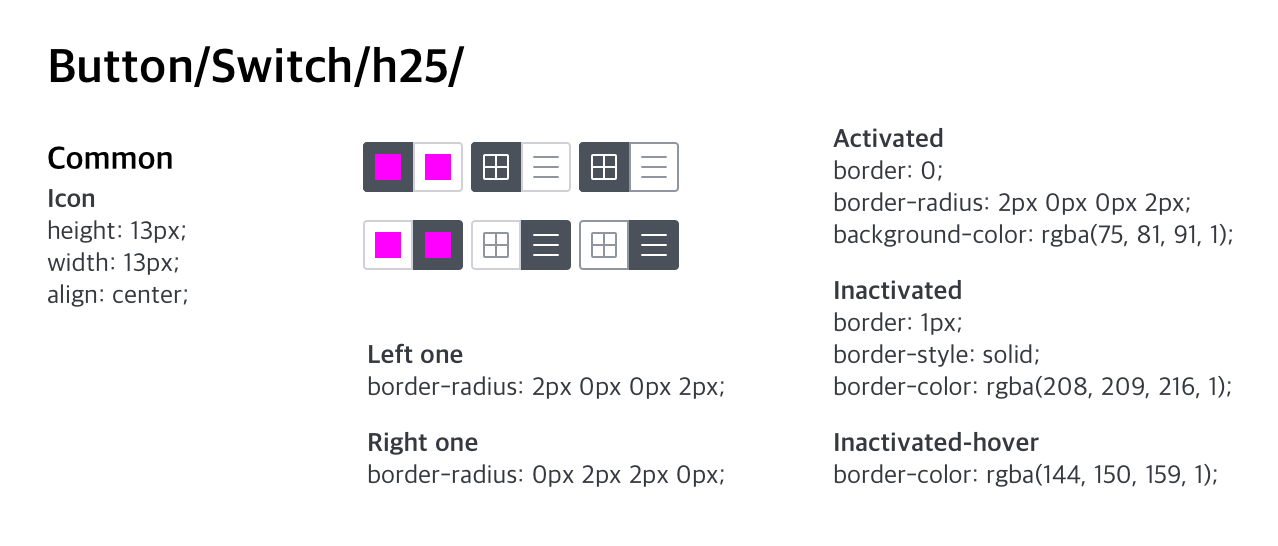 Button/Switch/h25/
Common
Icon
height: 13px;
width: 13px;
align: center;
Left one
border-radius: 2px 0px 0px 2px;
Right one
border-radius: 0px 2px 2px 0px;
Activated
border: 0;
border-radius: 2px 0px 0px 2px;
background-color: rgba(75, 81, 91, 1);
Inactivated
border: 1px;
border-style: solid;
border-color: rgba(208, 209, 216, 1);
Inactivated-hover
border-color: rgba(144, 150, 159, 1);